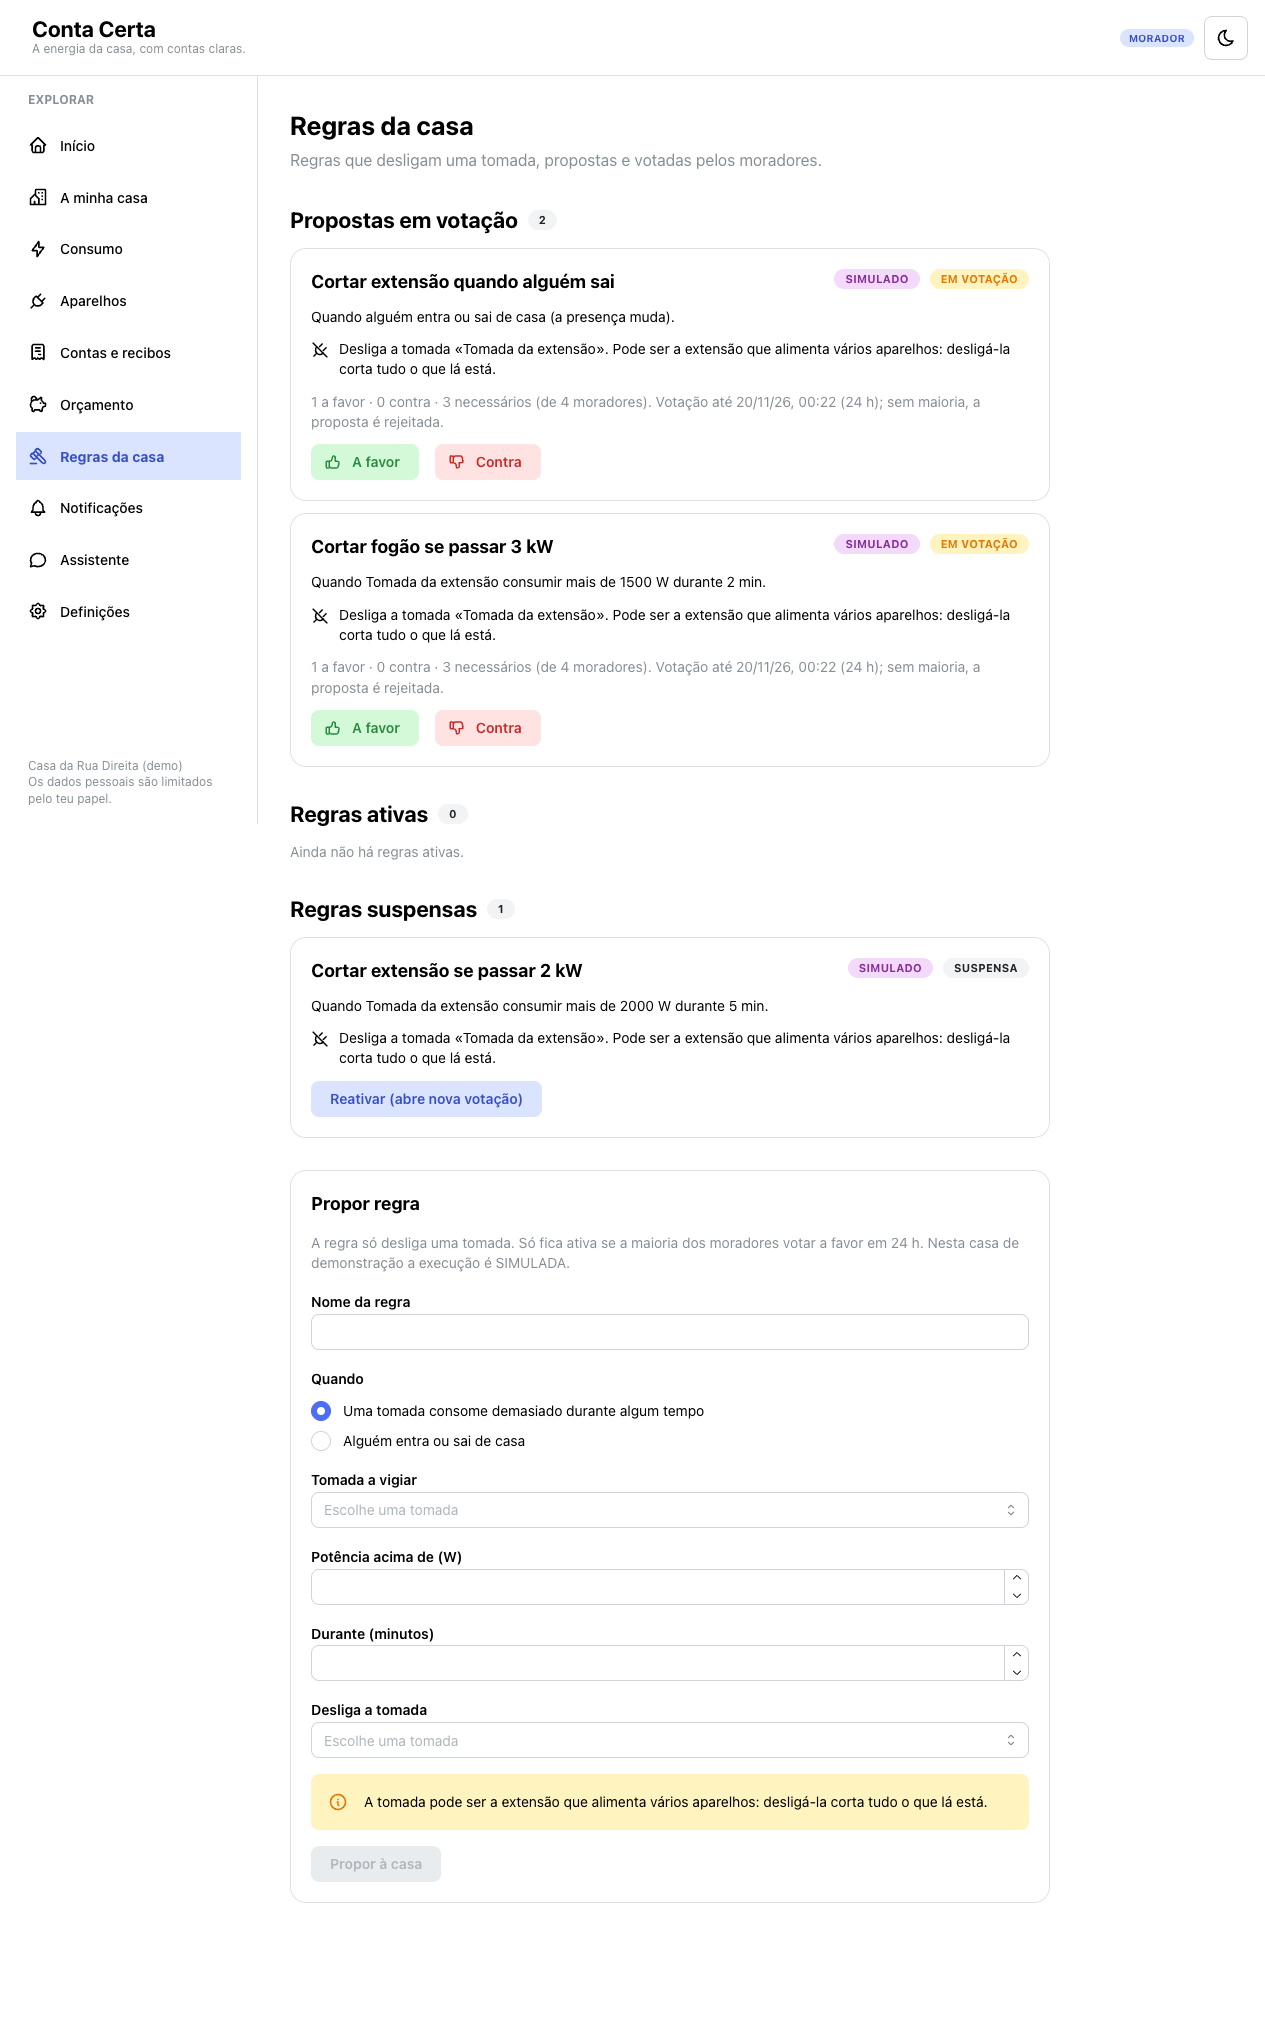 Conta Certa
A energia da casa, com contas claras.
MORADOR
EXPLORAR
Início
A minha casa
Consumo
Aparelhos
Contas e recibos
Orçamento
Regras da casa
Notificações
Assistente
Definições
Casa da Rua Direita (demo)
Os dados pessoais são limitados
pelo teu papel.
Regras da casa
Regras que desligam uma tomada, propostas e votadas pelos moradores.
Propostas em votação 2
Cortar extensão quando alguém sai
SIMULADO
EM VOTAÇÃO
Quando alguém entra ou sai de casa (a presença muda).
Desliga a tomada «Tomada da extensão». Pode ser a extensão que alimenta vários aparelhos: desligá-la
corta tudo o que lá está.
1 a favor · 0 contra · 3 necessários (de 4 moradores). Votação até 20/11/26, 00:22 (24 h); sem maioria, a
proposta é rejeitada.
A favor
Contra
Cortar fogão se passar 3 kW
SIMULADO
EM VOTAÇÃO
Quando Tomada da extensão consumir mais de 1500 W durante 2 min.
Desliga a tomada «Tomada da extensão». Pode ser a extensão que alimenta vários aparelhos: desligá-la
corta tudo o que lá está.
1 a favor · 0 contra · 3 necessários (de 4 moradores). Votação até 20/11/26, 00:22 (24 h); sem maioria, a
proposta é rejeitada.
A favor
Contra
Regras ativas 0
Ainda não há regras ativas.
Regras suspensas 1
Cortar extensão se passar 2 kW
SIMULADO
SUSPENSA
Quando Tomada da extensão consumir mais de 2000 W durante 5 min.
Desliga a tomada «Tomada da extensão». Pode ser a extensão que alimenta vários aparelhos: desligá-la
corta tudo o que lá está.
Reativar (abre nova votação)
Propor regra
A regra só desliga uma tomada. Só fica ativa se a maioria dos moradores votar a favor em 24 h. Nesta casa de
demonstração a execução é SIMULADA.
Nome da regra
Quando
Uma tomada consome demasiado durante algum tempo
Alguém entra ou sai de casa
Tomada a vigiar
Escolhe uma tomada
Potência acima de (W)
Durante (minutos)
Desliga a tomada
Escolhe uma tomada
A tomada pode ser a extensão que alimenta vários aparelhos: desligá-la corta tudo o que lá está.
Propor à casa